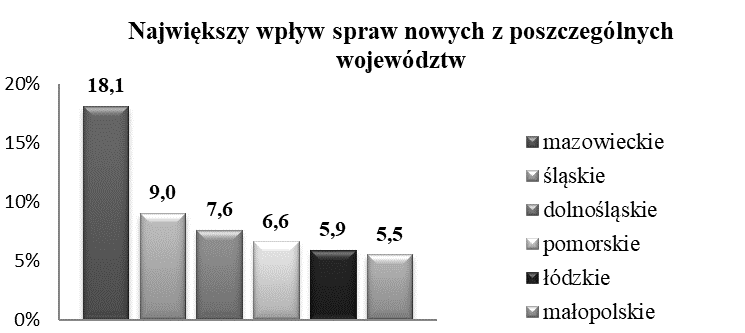 Największy wpływ spraw nowych z poszczególnych
województw
20%
15%
10%
5%
0%
18,1
9,0
7,6
6,6
5,9
5,5
mazowieckie
śląskie
dolnośląskie
pomorskie
łódzkie
małopolskie